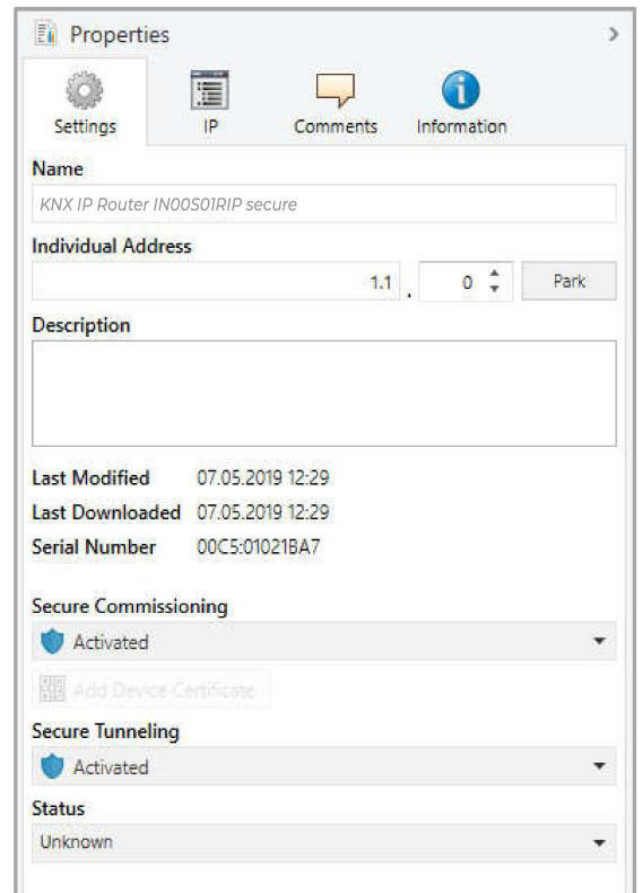 Properties
Settings IP Comments Information
Name
KNX IP Router IN00S01RIP secure
Individual Address
1.1 . 0 Park
Description
Last Modified 07.05.2019 12:29
Last Downloaded 07.05.2019 12:29
Serial Number 00C5:01021BA7
Secure Commissioning
Activated
Add Device Certificate
Secure Tunneling
Activated
Status
Unknown